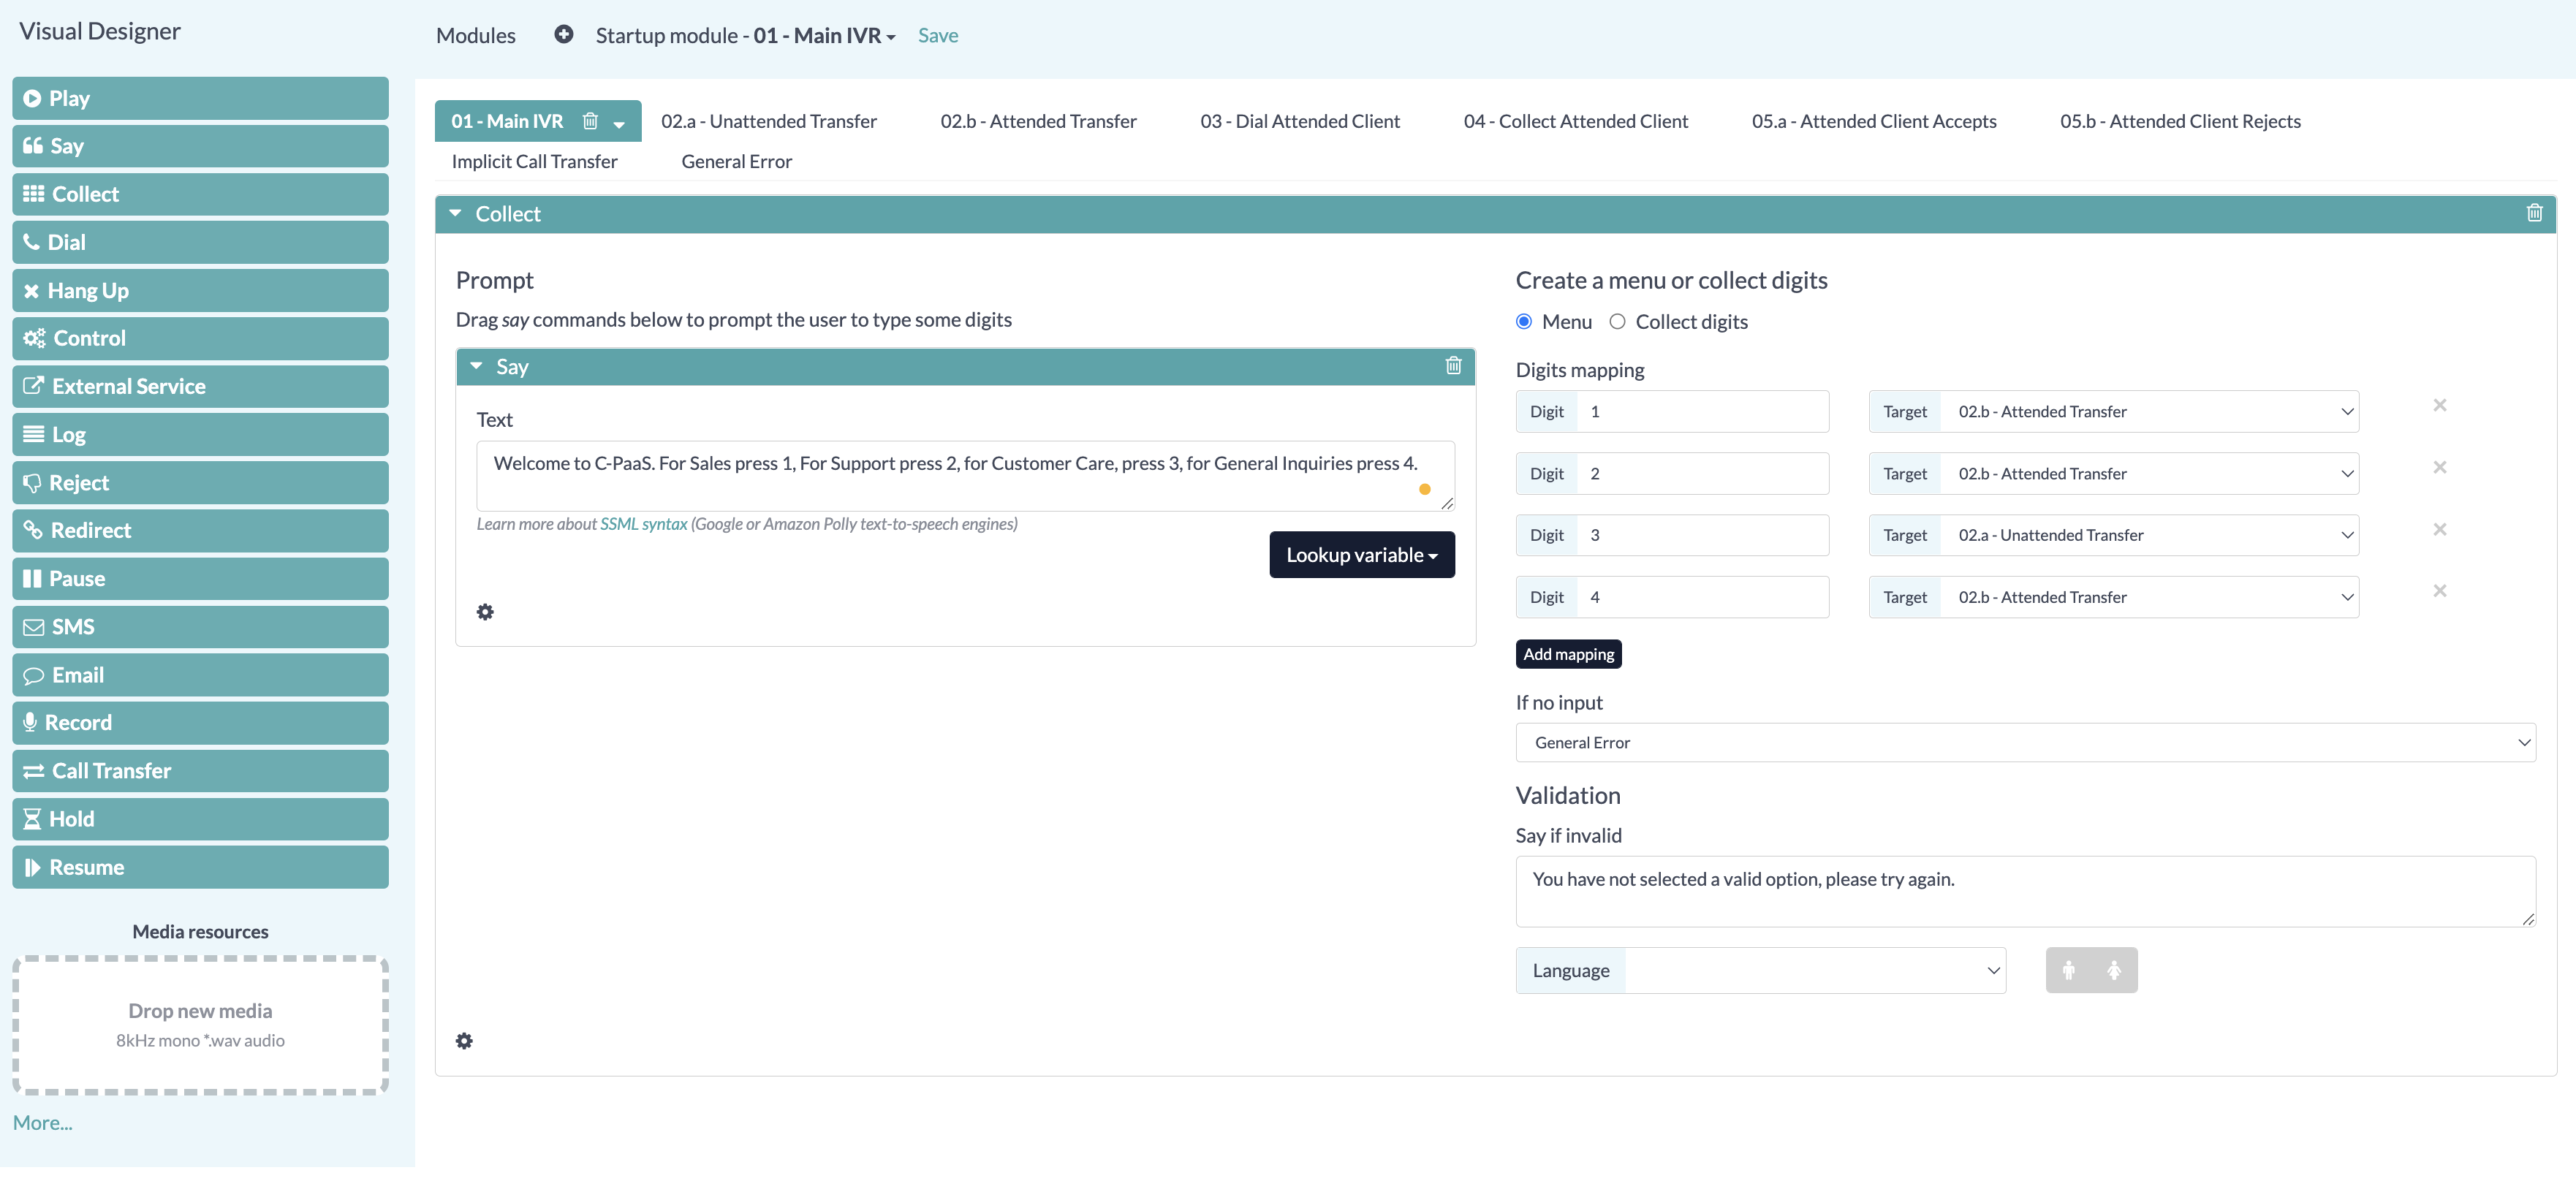 Visual Designer
Modules Startup module - 01 - Main IVR Save
Play
Say
Collect
Dial
Hang Up
Control
External Service
Log
Reject
Redirect
Pause
SMS
Email
Record
Call Transfer
Hold
Resume
Media resources
Drop new media
8kHz mono *.wav audio
More...
01 - Main IVR 02.a - Unattended Transfer 02.b - Attended Transfer 03 - Dial Attended Client 04 - Collect Attended Client 05.a - Attended Client Accepts 05.b - Attended Client Rejects
Implicit Call Transfer General Error
Collect
Prompt
Drag say commands below to prompt the user to type some digits
Say
Text
Welcome to C-PaaS. For Sales press 1, For Support press 2, for Customer Care, press 3, for General Inquiries press 4.
Learn more about SSML syntax (Google or Amazon Polly text-to-speech engines)
Lookup variable
Create a menu or collect digits
Menu Collect digits
Digits mapping
Digit 1 Target 02.b - Attended Transfer
Digit 2 Target 02.b - Attended Transfer
Digit 3 Target 02.a - Unattended Transfer
Digit 4 Target 02.b - Attended Transfer
Add mapping
If no input
General Error
Validation
Say if invalid
You have not selected a valid option, please try again.
Language